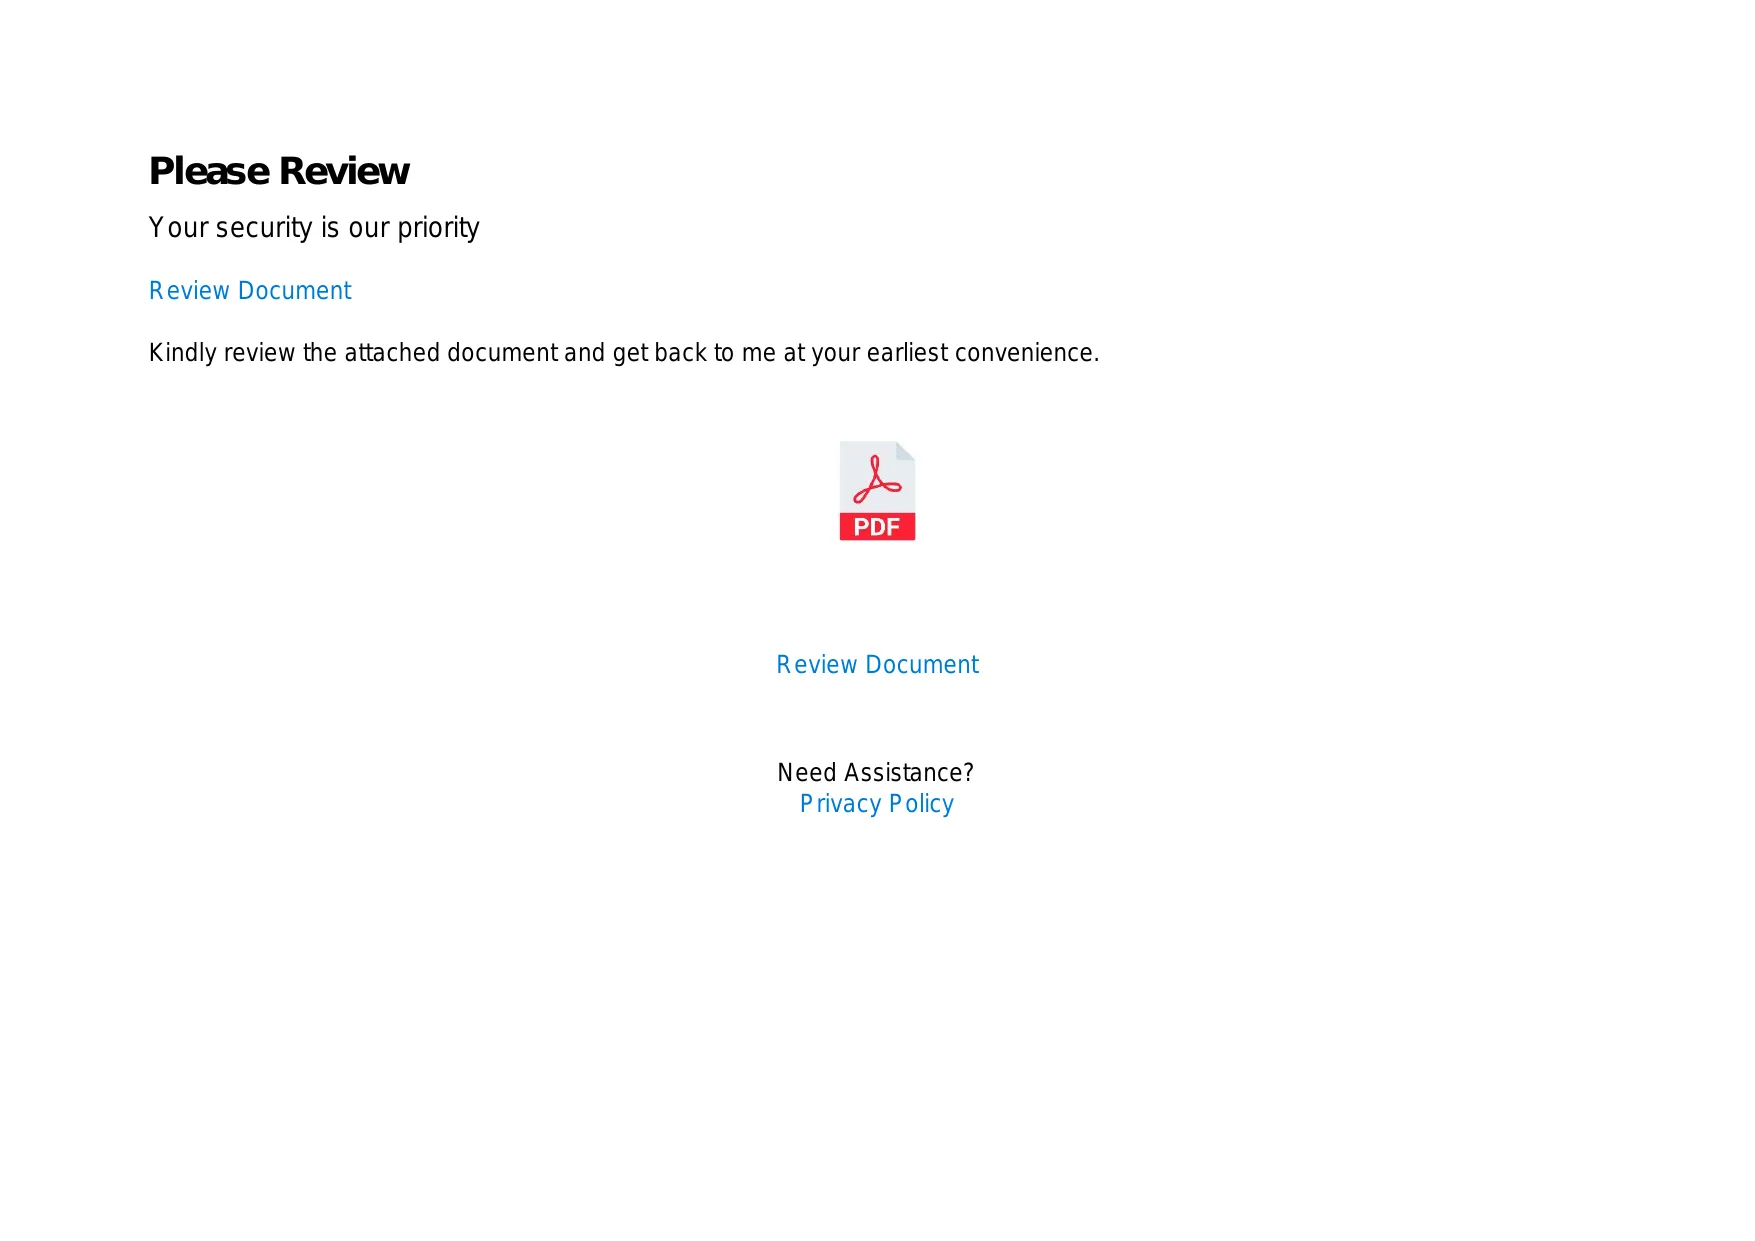 Please Review
Your security is our priority
Review Document
Kindly review the attached document and get back to me at your earliest convenience.
PDF
Review Document
Need Assistance?
Privacy Policy